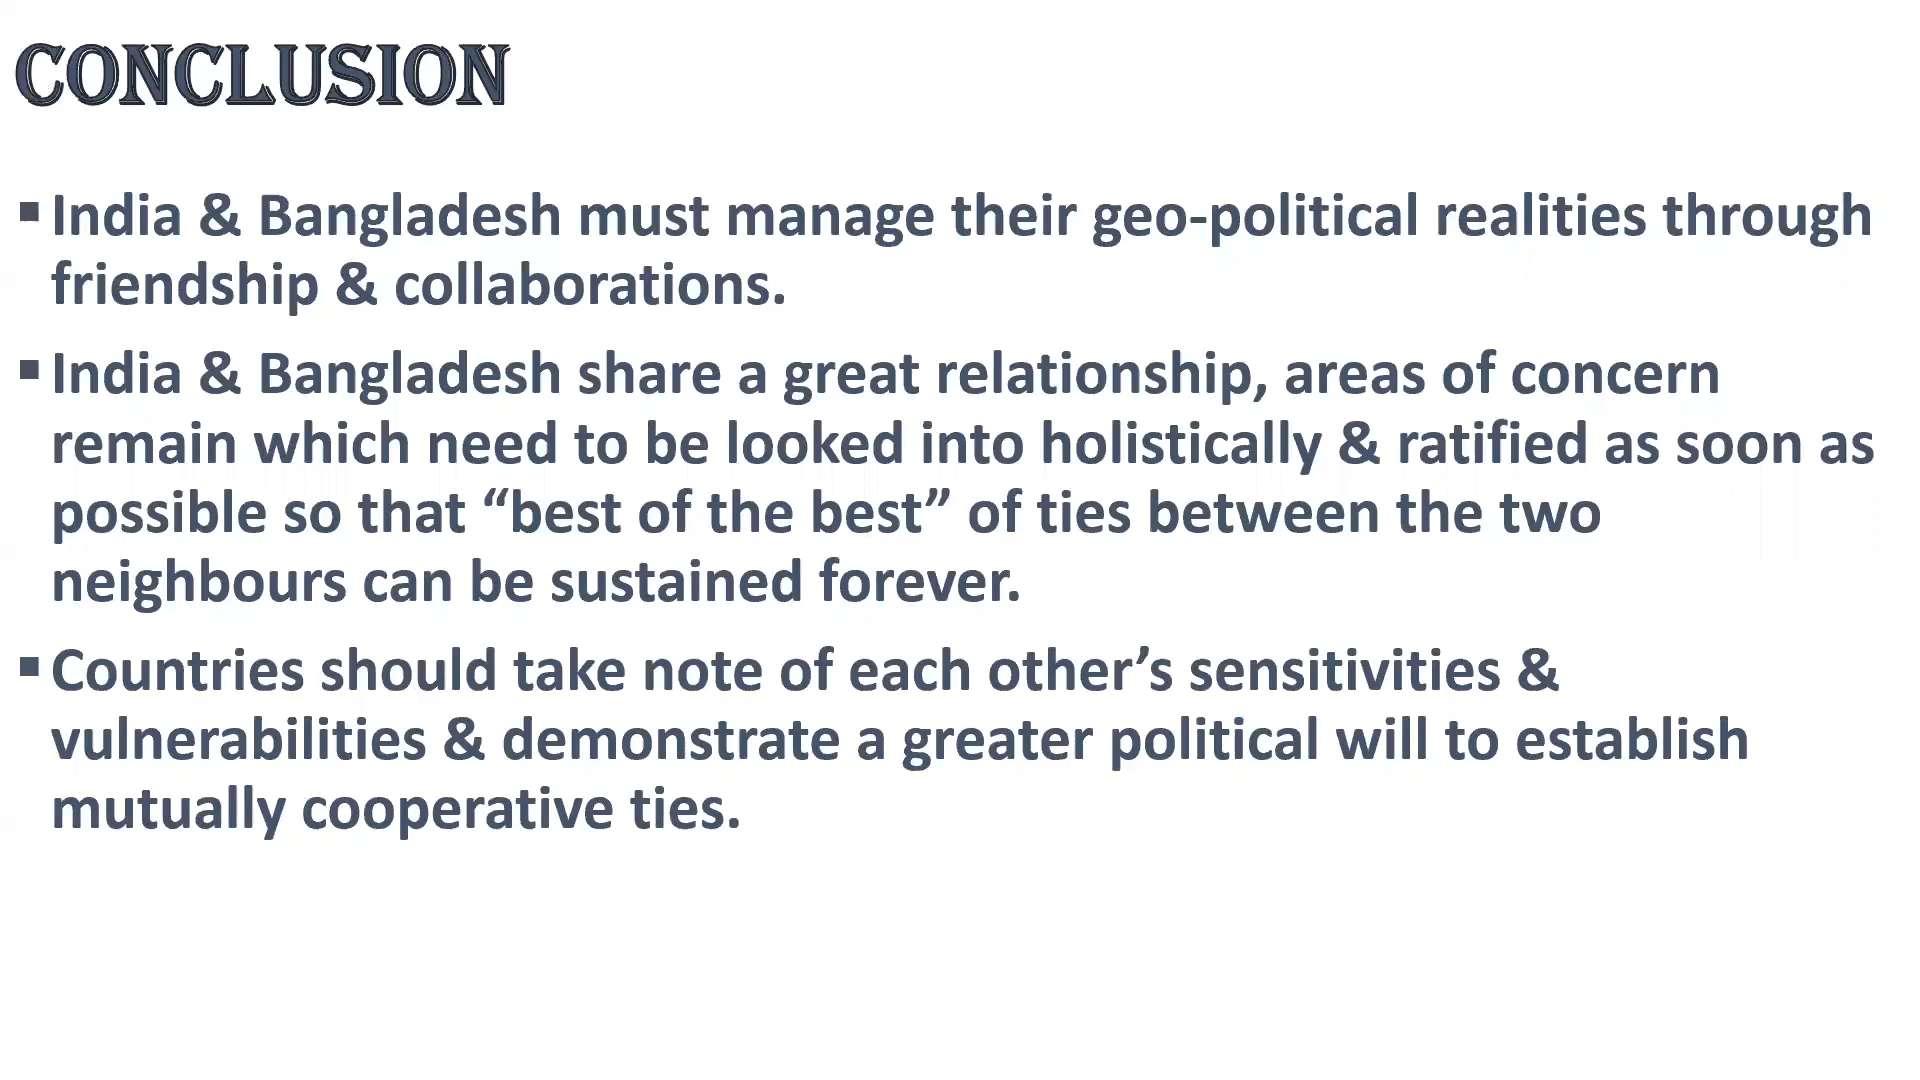 CONCLUSION
▪India & Bangladesh must manage their geo-political realities through
friendship & collaborations.
▪India & Bangladesh share a great relationship, areas of concern
remain which need to be looked into holistically & ratified as soon as
possible so that “best of the best” of ties between the two
neighbours can be sustained forever.
▪Countries should take note of each other’s sensitivities &
vulnerabilities & demonstrate a greater political will to establish
mutually cooperative ties.